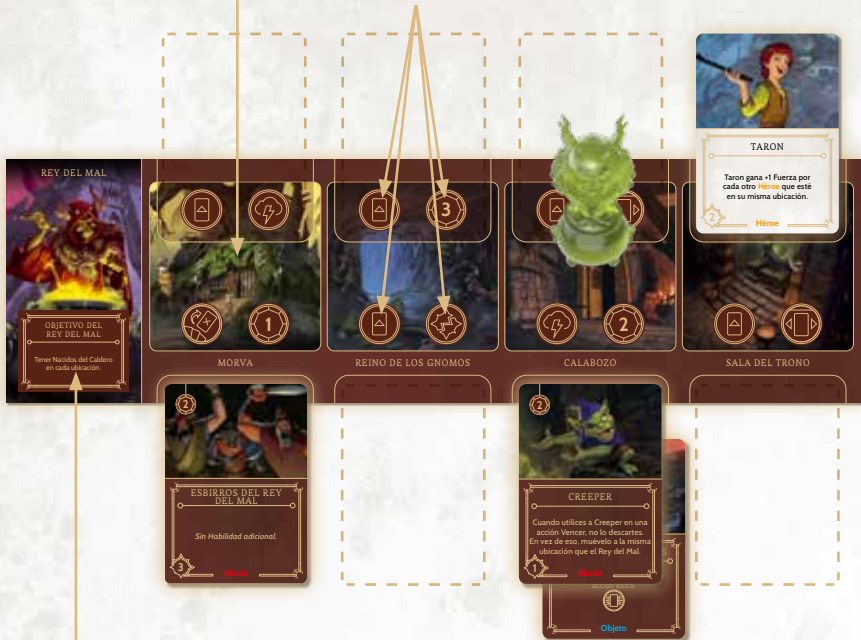 TARON
Taron gana +1 Fuerza por
cada otro Héroe que esté
en su misma ubicación.
2
Héroe
REY DEL MAL
OBJETIVO DEL
REY DEL MAL
Tener Nacidos del Caldero
en cada ubicación.
3
1
2
MORVA
REINO DE LOS GNOMOS
CALABOZO
SALA DEL TRONO
2
ESBIRROS DEL REY
DEL MAL
Sin Habilidad adicional.
3
Aliado
2
CREEPER
Cuando utilices a Creeper en una
acción Vencer, no lo descartes.
En vez de eso, muévelo a la misma
ubicación que el Rey del Mal.
1
Aliado
Objeto